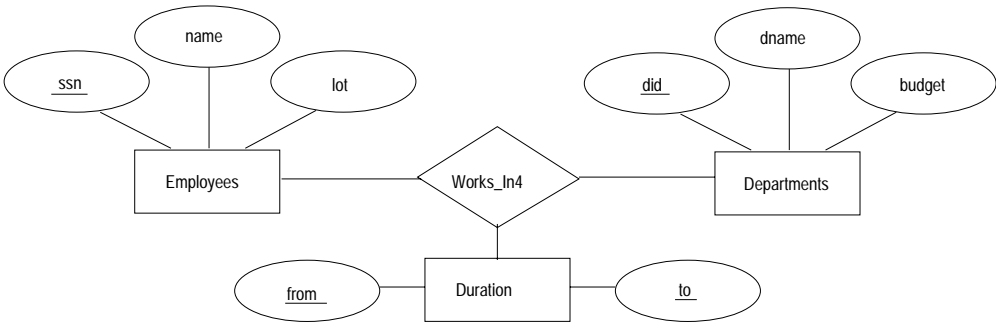 name
dname
ssn
lot
did
budget
Employees
Works_In4
Departments
from
Duration
to